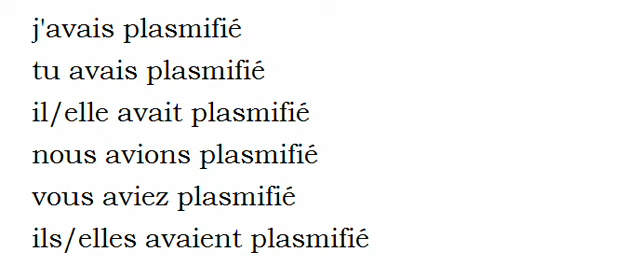 j'avais plasmifié
tu avais plasmifié
il/elle avait plasmifié
nous avions plasmifié
vous aviez plasmifié
ils/elles avaient plasmifié